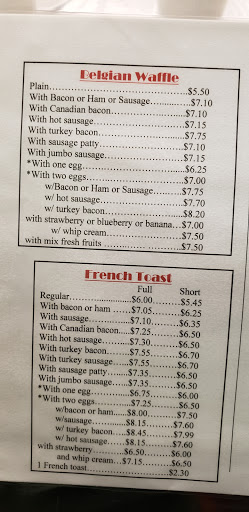 Belgian Waffle
Plain.....................................................$5.50
With Bacon or Ham or Sausage...........$7.10
With Canadian bacon..........................$7.10
With hot sausage................................$7.15
With turkey bacon..............................$7.75
With sausage patty.............................$7.10
With jumbo sausage...........................$7.15
*With one egg....................................$6.25
*With two eggs..................................$7.00
w/Bacon or Ham or Sausage..........$7.75
w/ hot sausage...............................$7.70
w/ turkey bacon.............................$8.20
with strawberry or blueberry or banana...$7.00
w/ whip cream...............................$7.50
with mix fresh fruits ..........................$7.50
French Toast
Full Short
Regular.........................$6.00......$5.45
With bacon or ham .....$7.05.......$6.25
With sausage...............$7.10.......$6.35
With Canadian bacon....$7.25......$6.50
With hot sausage.........$7.30.......$6.50
With turkey bacon.......$7.55.......$6.70
With turkey sausage.....$7.55......$6.70
With sausage patty......$7.35.......$6.50
With jumbo sausage....$7.35.......$6.50
*With one egg..............$6.75.......$6.00
*With two eggs............$7.25.......$6.50
w/bacon or ham.....$8.00.......$7.50
w/sausage..............$8.15.......$7.60
w/ turkey bacon.....$8.45.......$7.99
w/ hot sausage.......$8.15.......$7.60
with strawberry...........$6.50......$6.00
and whip cream...$7.15.......$6.50
1 French toast..........................$2.30